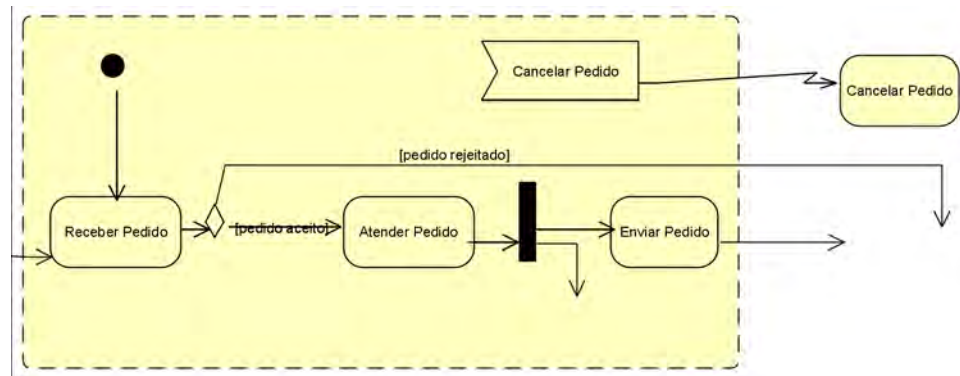 Cancelar Pedido
Cancelar Pedido
[pedido rejeitado]
Receber Pedido
[pedido aceito]
Atender Pedido
Enviar Pedido